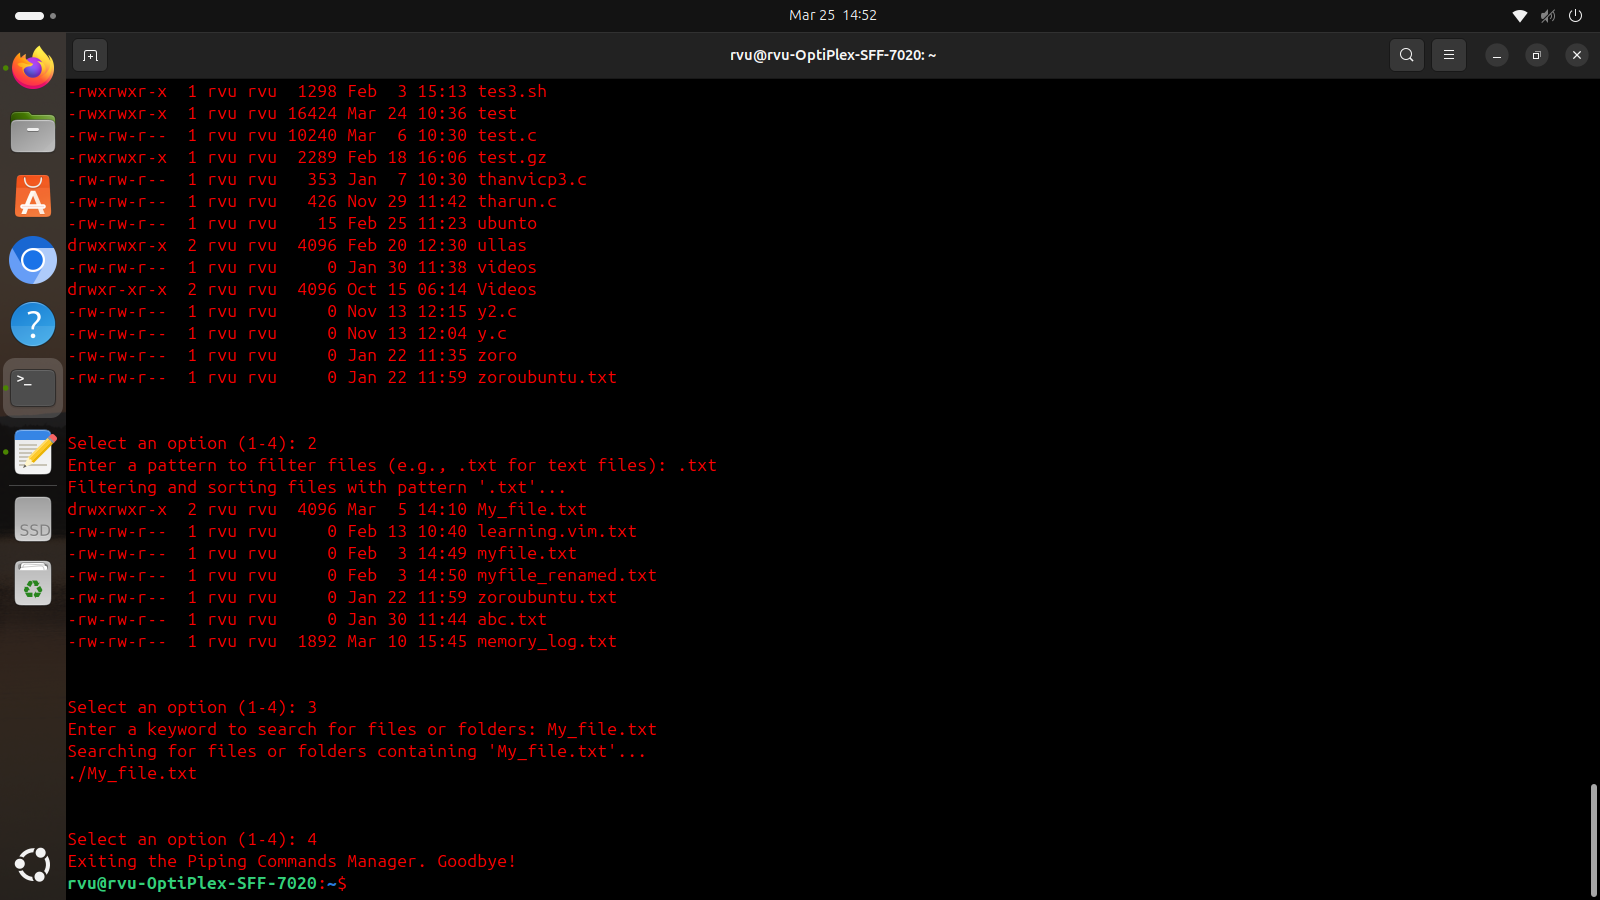 Mar 25  14:52
rvu@rvu-OptiPlex-SFF-7020: ~
-rwxrwxr-x  1 rvu rvu  1298 Feb  3 15:13 tes3.sh
-rwxrwxr-x  1 rvu rvu 16424 Mar 24 10:36 test
-rw-rw-r--  1 rvu rvu 10240 Mar  6 10:30 test.c
-rwxrwxr-x  1 rvu rvu  2289 Feb 18 16:06 test.gz
-rw-rw-r--  1 rvu rvu   353 Jan  7 10:30 thanvicp3.c
-rw-rw-r--  1 rvu rvu   426 Nov 29 11:42 tharun.c
-rw-rw-r--  1 rvu rvu    15 Feb 25 11:23 ubunto
drwxrwxr-x  2 rvu rvu  4096 Feb 20 12:30 ullas
-rw-rw-r--  1 rvu rvu     0 Jan 30 11:38 videos
drwxr-xr-x  2 rvu rvu  4096 Oct 15 06:14 Videos
-rw-rw-r--  1 rvu rvu     0 Nov 13 12:15 y2.c
-rw-rw-r--  1 rvu rvu     0 Nov 13 12:04 y.c
-rw-rw-r--  1 rvu rvu     0 Jan 22 11:35 zoro
-rw-rw-r--  1 rvu rvu     0 Jan 22 11:59 zoroubuntu.txt
Select an option (1-4): 2
Enter a pattern to filter files (e.g., .txt for text files): .txt
Filtering and sorting files with pattern '.txt'...
drwxrwxr-x  2 rvu rvu  4096 Mar  5 14:10 My_file.txt
-rw-rw-r--  1 rvu rvu     0 Feb 13 10:40 learning.vim.txt
-rw-rw-r--  1 rvu rvu     0 Feb  3 14:49 myfile.txt
-rw-rw-r--  1 rvu rvu     0 Feb  3 14:50 myfile_renamed.txt
-rw-rw-r--  1 rvu rvu     0 Jan 22 11:59 zoroubuntu.txt
-rw-rw-r--  1 rvu rvu     0 Jan 30 11:44 abc.txt
-rw-rw-r--  1 rvu rvu  1892 Mar 10 15:45 memory_log.txt
Select an option (1-4): 3
Enter a keyword to search for files or folders: My_file.txt
Searching for files or folders containing 'My_file.txt'...
./My_file.txt
Select an option (1-4): 4
Exiting the Piping Commands Manager. Goodbye!
rvu@rvu-OptiPlex-SFF-7020:~$
SSD